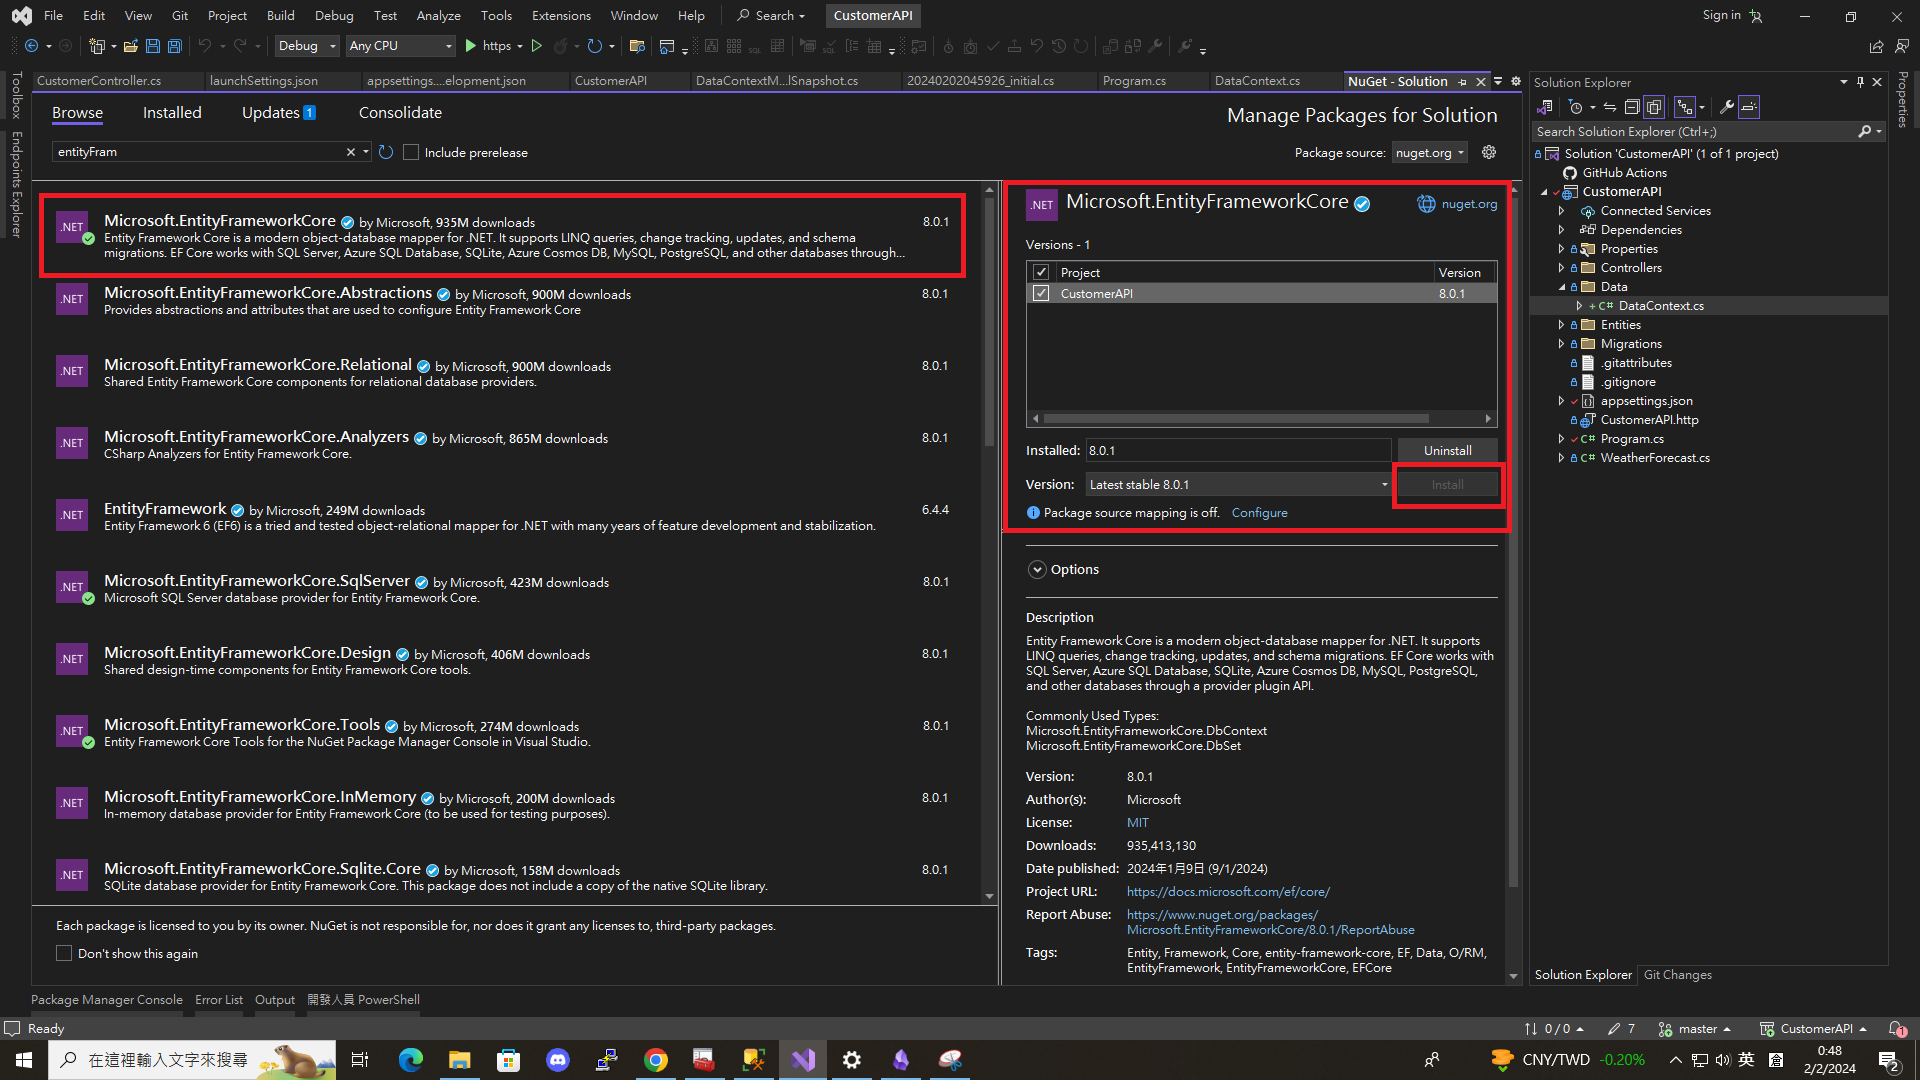 File Edit View Git Project Build Debug Test Analyze Tools Extensions Window Help Search CustomerAPI Sign in
Debug Any CPU https
Toolbox
Endpoints Explorer
CustomerController.cs launchSettings.json appsettings....elopment.json CustomerAPI DataContextM...lSnapshot.cs 20240202045926_initial.cs Program.cs DataContext.cs NuGet - Solution
Browse Installed Updates 1 Consolidate
Manage Packages for Solution
entityFram Include prerelease
Package source: nuget.org
.NET Microsoft.EntityFrameworkCore by Microsoft, 935M downloads 8.0.1
Entity Framework Core is a modern object-database mapper for .NET. It supports LINQ queries, change tracking, updates, and schema
migrations. EF Core works with SQL Server, Azure SQL Database, SQLite, Azure Cosmos DB, MySQL, PostgreSQL, and other databases through...
.NET Microsoft.EntityFrameworkCore.Abstractions by Microsoft, 900M downloads 8.0.1
Provides abstractions and attributes that are used to configure Entity Framework Core
.NET Microsoft.EntityFrameworkCore.Relational by Microsoft, 900M downloads 8.0.1
Shared Entity Framework Core components for relational database providers.
.NET Microsoft.EntityFrameworkCore.Analyzers by Microsoft, 865M downloads 8.0.1
CSharp Analyzers for Entity Framework Core.
.NET EntityFramework by Microsoft, 249M downloads 6.4.4
Entity Framework 6 (EF6) is a tried and tested object-relational mapper for .NET with many years of feature development and stabilization.
.NET Microsoft.EntityFrameworkCore.SqlServer by Microsoft, 423M downloads 8.0.1
Microsoft SQL Server database provider for Entity Framework Core.
.NET Microsoft.EntityFrameworkCore.Design by Microsoft, 406M downloads 8.0.1
Shared design-time components for Entity Framework Core tools.
.NET Microsoft.EntityFrameworkCore.Tools by Microsoft, 274M downloads 8.0.1
Entity Framework Core Tools for the NuGet Package Manager Console in Visual Studio.
.NET Microsoft.EntityFrameworkCore.InMemory by Microsoft, 200M downloads 8.0.1
In-memory database provider for Entity Framework Core (to be used for testing purposes).
.NET Microsoft.EntityFrameworkCore.Sqlite.Core by Microsoft, 158M downloads 8.0.1
SQLite database provider for Entity Framework Core. This package does not include a copy of the native SQLite library.
Each package is licensed to you by its owner. NuGet is not responsible for, nor does it grant any licenses to, third-party packages.
Don't show this again
.NET Microsoft.EntityFrameworkCore nuget.org
Versions - 1
Project Version
CustomerAPI 8.0.1
Installed: 8.0.1 Uninstall
Version: Latest stable 8.0.1 Install
Package source mapping is off. Configure
Options
Description
Entity Framework Core is a modern object-database mapper for .NET. It supports
LINQ queries, change tracking, updates, and schema migrations. EF Core works with
SQL Server, Azure SQL Database, SQLite, Azure Cosmos DB, MySQL, PostgreSQL,
and other databases through a provider plugin API.
Commonly Used Types:
Microsoft.EntityFrameworkCore.DbContext
Microsoft.EntityFrameworkCore.DbSet
Version: 8.0.1
Author(s): Microsoft
License: MIT
Downloads: 935,413,130
Date published: 2024年1月9日 (9/1/2024)
Project URL: https://docs.microsoft.com/ef/core/
Report Abuse: https://www.nuget.org/packages/
Microsoft.EntityFrameworkCore/8.0.1/ReportAbuse
Tags: Entity, Framework, Core, entity-framework-core, EF, Data, O/RM,
EntityFramework, EntityFrameworkCore, EFCore
Solution Explorer
Search Solution Explorer (Ctrl+;)
Solution 'CustomerAPI' (1 of 1 project)
GitHub Actions
CustomerAPI
Connected Services
Dependencies
Properties
Controllers
Data
C# DataContext.cs
Entities
Migrations
.gitattributes
.gitignore
appsettings.json
CustomerAPI.http
C# Program.cs
C# WeatherForecast.cs
Solution Explorer Git Changes
Properties
Package Manager Console Error List Output 開發人員 PowerShell
Ready 0 / 0 7 master CustomerAPI 1
在這裡輸入文字來搜尋 CNY/TWD -0.20% 英 0:48
2/2/2024 2